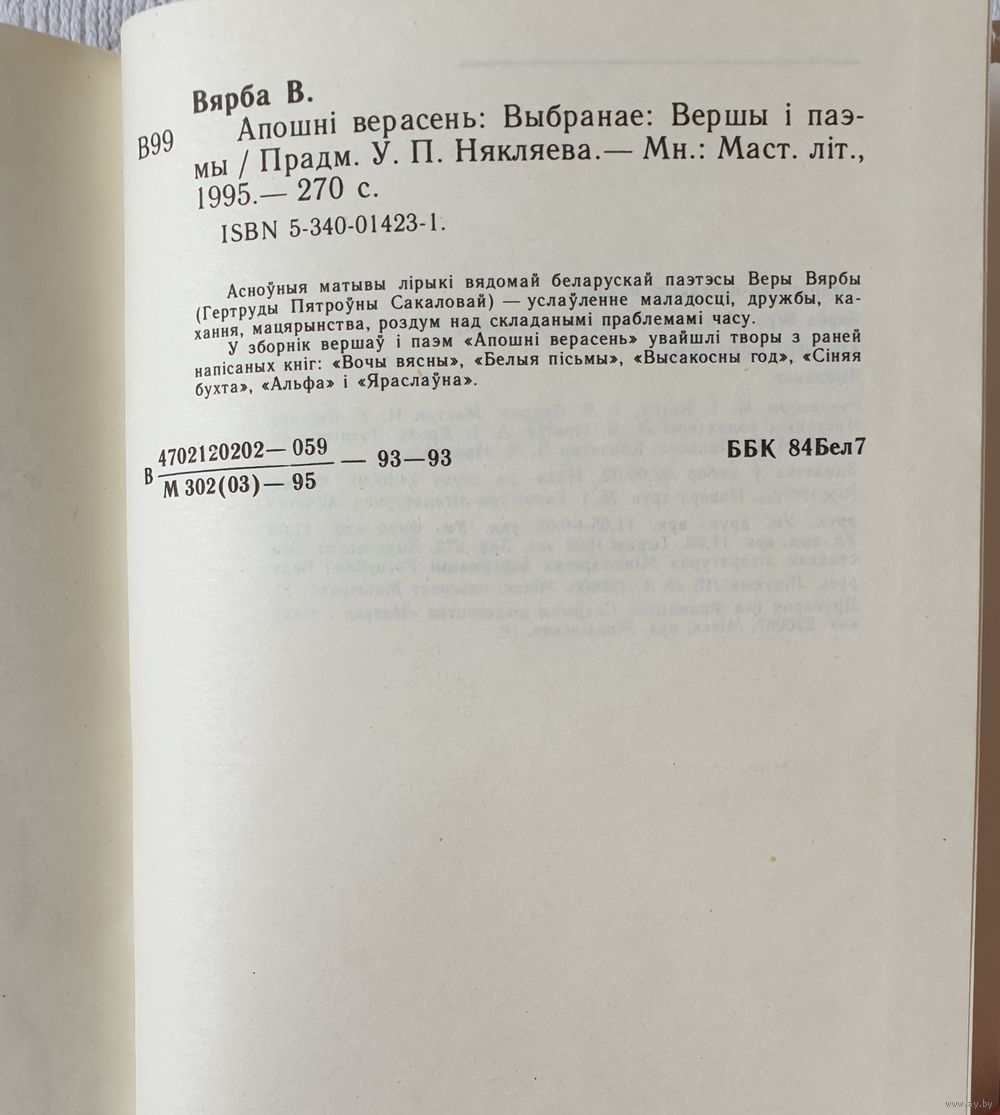 Вярба В.
В99
Апошні верасень: Выбранае: Вершы і паэ-
мы / Прадм. У. П. Някляева.— Мн.: Маст. літ.,
1995.— 270 с.
ISBN 5-340-01423-1.
Асноўныя матывы лірыкі вядомай беларускай паэтэсы Веры Вярбы
(Гертруды Пятроўны Сакаловай) — услаўленне маладосці, дружбы, ка-
хання, мацярынства, роздум над складанымі праблемамі часу.
У зборнік вершаў і паэм «Апошні верасень» увайшлі творы з раней
напісаных кніг: «Вочы вясны», «Белыя пісьмы», «Высакосны год», «Сіняя
бухта», «Альфа» і «Яраслаўна».
В 4702120202—059
М 302(03)—95
— 93—93
ББК 84Бел7
www.ay.by